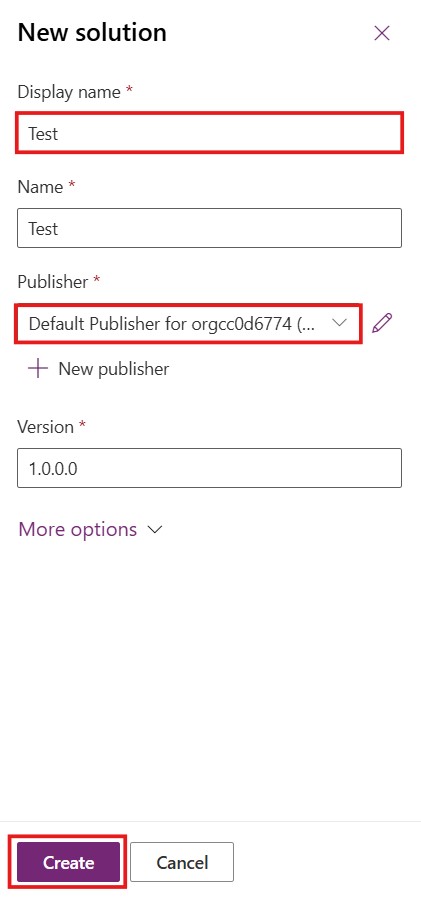 New solution
Display name *
Test
Name *
Test
Publisher *
Default Publisher for orgcc0d6774 (...
New publisher
Version *
1.0.0.0
More options
Create Cancel